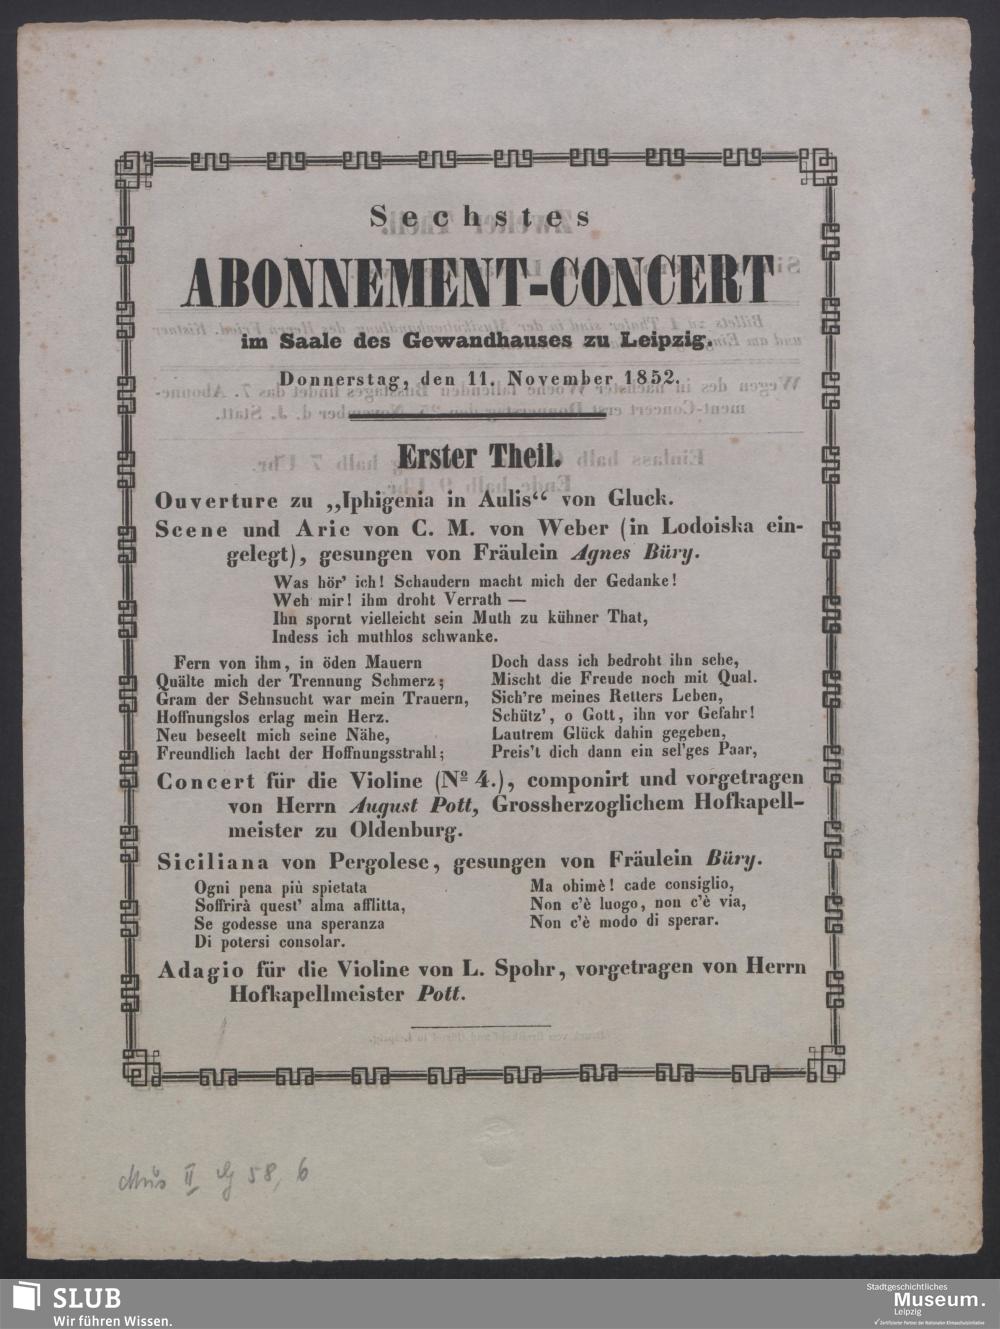 Sechstes
ABONNEMENT-CONCERT
im Saale des Gewandhauses zu Leipzig.
Donnerstag, den 11. November 1852.
Erster Theil.
Ouverture zu „Iphigenia in Aulis“ von Gluck.
Scene und Arie von C. M. von Weber (in Lodoiska ein-
gelegt), gesungen von Fräulein Agnes Büry.
Was hör' ich! Schaudern macht mich der Gedanke!
Weh mir! ihm droht Verrath —
Ihn spornt vielleicht sein Muth zu kühner That,
Indess ich muthlos schwanke.
Fern von ihm, in öden Mauern
Quälte mich der Trennung Schmerz;
Gram der Sehnsucht war mein Trauern,
Hoffnungslos erlag mein Herz.
Neu beseelt mich seine Nähe,
Freundlich lacht der Hoffnungsstrahl;
Doch dass ich bedroht ihn sehe,
Mischt die Freude noch mit Qual.
Sich're meines Retters Leben,
Schütz', o Gott, ihn vor Gefahr!
Lautrem Glück dahin gegeben,
Preis't dich dann ein sel'ges Paar,
Concert für die Violine (No 4.), componirt und vorgetragen
von Herrn August Pott, Grossherzoglichem Hofkapell-
meister zu Oldenburg.
Siciliana von Pergolese, gesungen von Fräulein Büry.
Ogni pena più spietata
Soffrirà quest' alma afflitta,
Se godesse una speranza
Di potersi consolar.
Ma ohimè! cade consiglio,
Non c'è luogo, non c'è via,
Non c'è modo di sperar.
Adagio für die Violine von L. Spohr, vorgetragen von Herrn
Hofkapellmeister Pott.
II 58, 6
SLUB
Wir führen Wissen.
Stadtgeschichtliches
Museum.
Leipzig
Zertifizierter Partner der Nationalen Klimaschutzinitiative